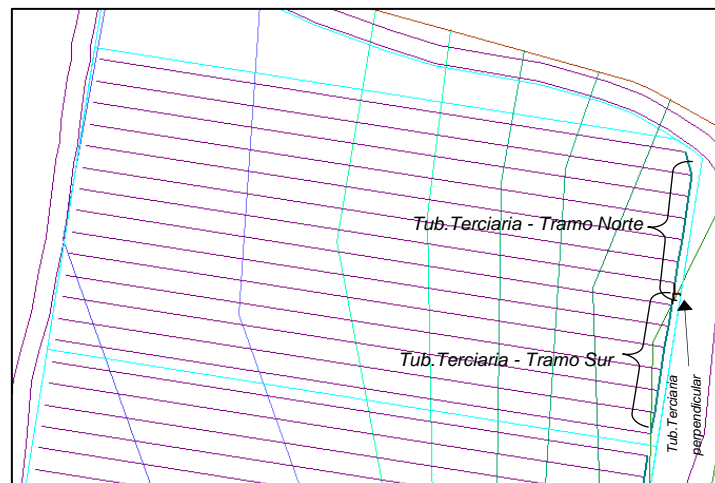 Tub.Terciaria - Tramo Norte
Tub.Terciaria - Tramo Sur
Tub.Terciaria
perpendicular